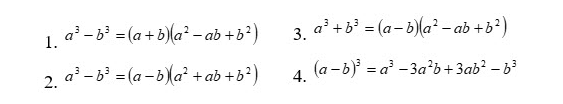 1. a³ – b³ = (a + b)(a² – ab + b²)
3. a³ + b³ = (a – b)(a² – ab + b²)
2. a³ – b³ = (a – b)(a² + ab + b²)
4. (a – b)³ = a³ – 3a²b + 3ab² – b³